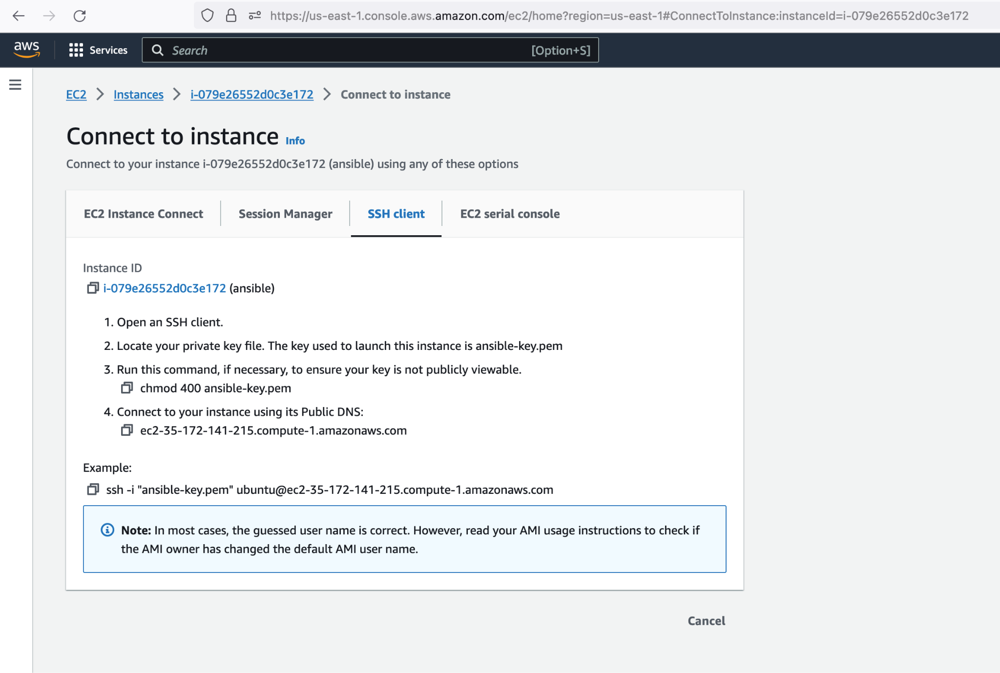 https://us-east-1.console.aws.amazon.com/ec2/home?region=us-east-1#ConnectToInstance:instanceId=i-079e26552d0c3e172
aws Services Search [Option+S]
EC2 Instances i-079e26552d0c3e172 Connect to instance
Connect to instance Info
Connect to your instance i-079e26552d0c3e172 (ansible) using any of these options
EC2 Instance Connect Session Manager SSH client EC2 serial console
Instance ID
i-079e26552d0c3e172 (ansible)
1. Open an SSH client.
2. Locate your private key file. The key used to launch this instance is ansible-key.pem
3. Run this command, if necessary, to ensure your key is not publicly viewable.
chmod 400 ansible-key.pem
4. Connect to your instance using its Public DNS:
ec2-35-172-141-215.compute-1.amazonaws.com
Example:
ssh -i "ansible-key.pem" ubuntu@ec2-35-172-141-215.compute-1.amazonaws.com
Note: In most cases, the guessed user name is correct. However, read your AMI usage instructions to check if
the AMI owner has changed the default AMI user name.
Cancel